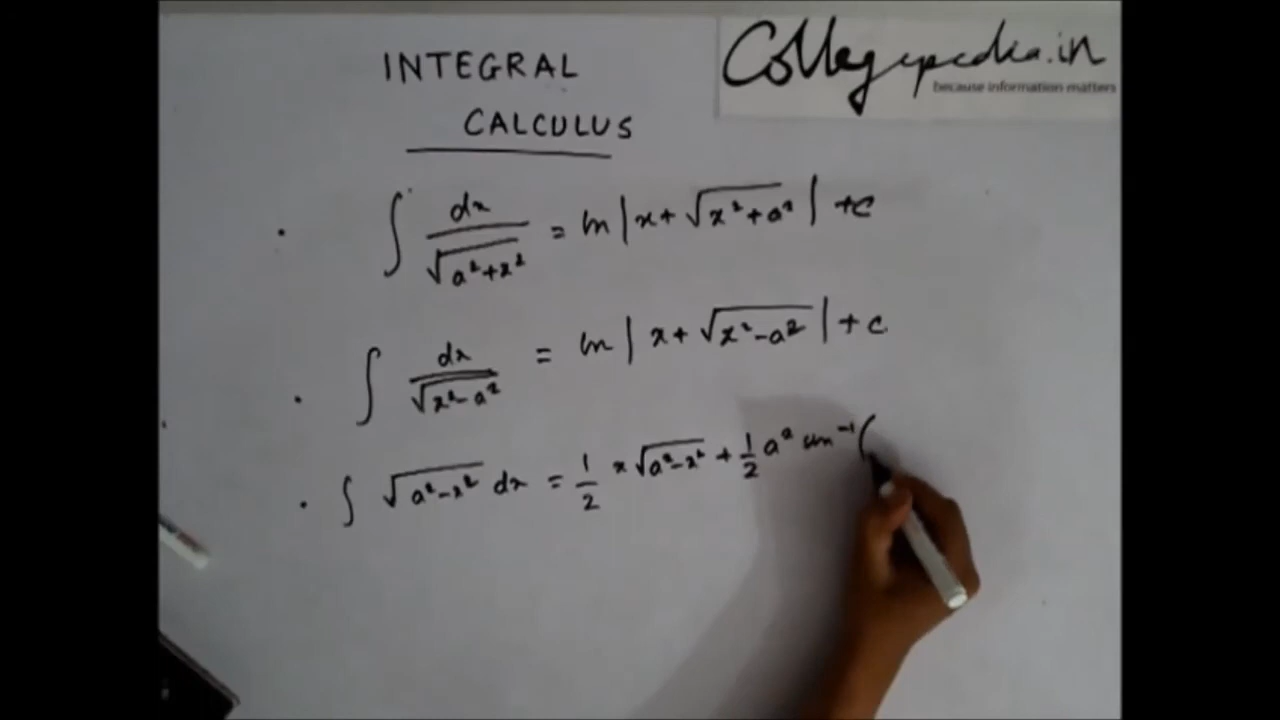 INTEGRAL
CALCULUS
Collegepedia.in
because information matters
• ∫ dx/√(a²+x²) = ln|x+√(x²+a²)| +c
• ∫ dx/√(x²-a²) = ln|x+√(x²-a²)| +c
• ∫ √(a²-x²) dx = 1/2 x√(a²-x²) + 1/2 a² sin⁻¹(